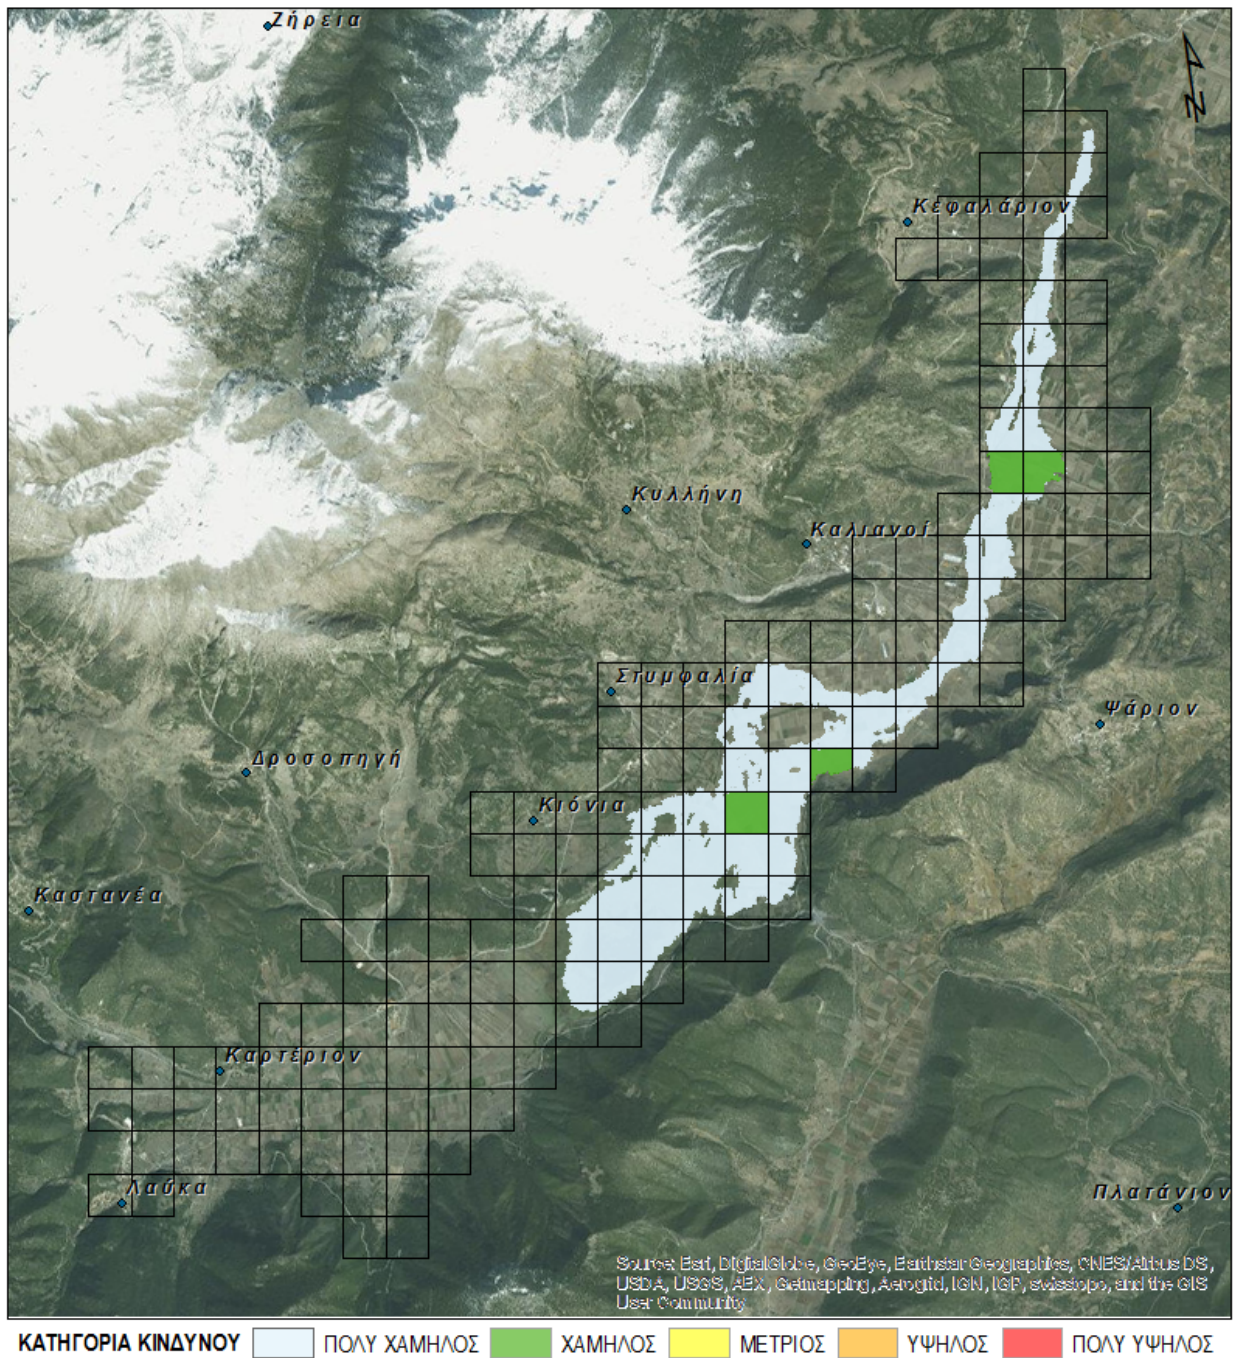 Ζήρεια
Ν
Κεφαλάριον
Κυλλήνη
Καλιανοί
Στυμφαλία
Ψάριον
Δροσοπηγή
Κιόνια
Καστανέα
Καρτέριον
Λαύκα
Πλατάνιον
Source: Esri, DigitalGlobe, GeoEye, Earthstar Geographics, CNES/Airbus DS,
USDA, USGS, AEX, Getmapping, Aerogrid, IGN, IGP, swisstopo, and the GIS
User Community
ΚΑΤΗΓΟΡΙΑ ΚΙΝΔΥΝΟΥ ΠΟΛΥ ΧΑΜΗΛΟΣ ΧΑΜΗΛΟΣ ΜΕΤΡΙΟΣ ΥΨΗΛΟΣ ΠΟΛΥ ΥΨΗΛΟΣ